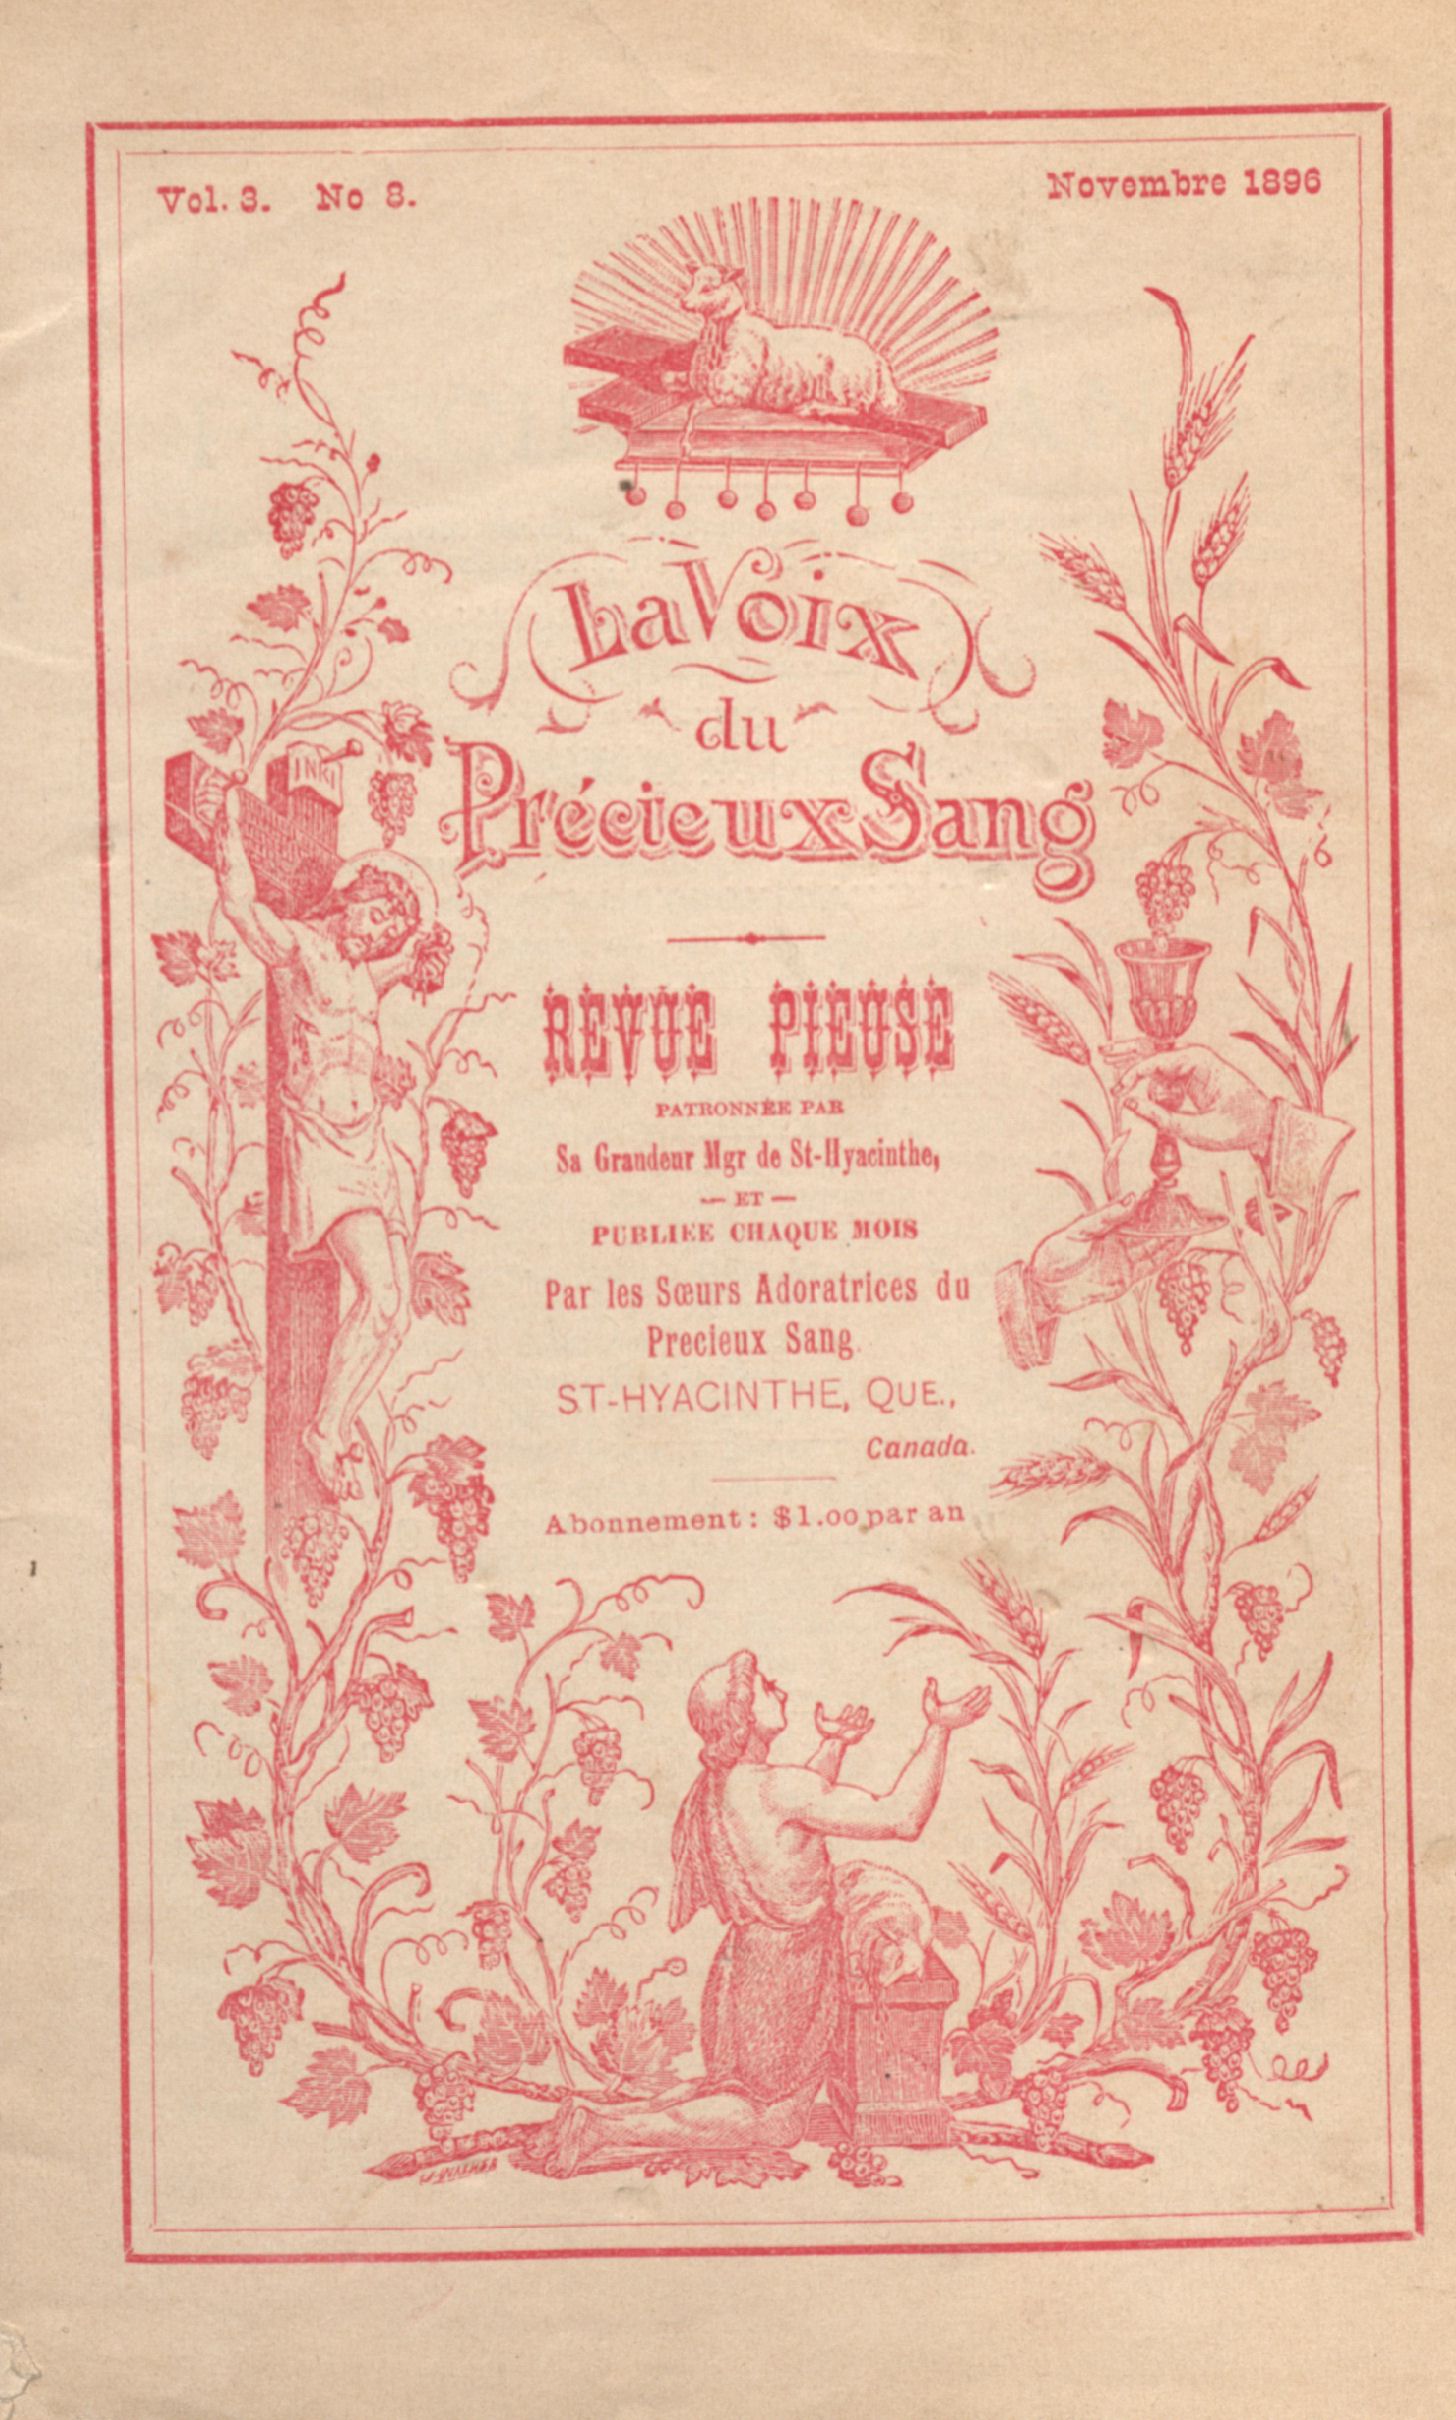 Vol. 3. No 8.
Novembre 1896
La Voix
du
Précieux Sang
INRI
REVUE PIEUSE
PATRONNÉE PAR
Sa Grandeur Mgr de St-Hyacinthe,
— ET —
PUBLIEE CHAQUE MOIS
Par les Sœurs Adoratrices du
Precieux Sang.
ST-HYACINTHE, QUE.,
Canada.
Abonnement: $1.00 par an